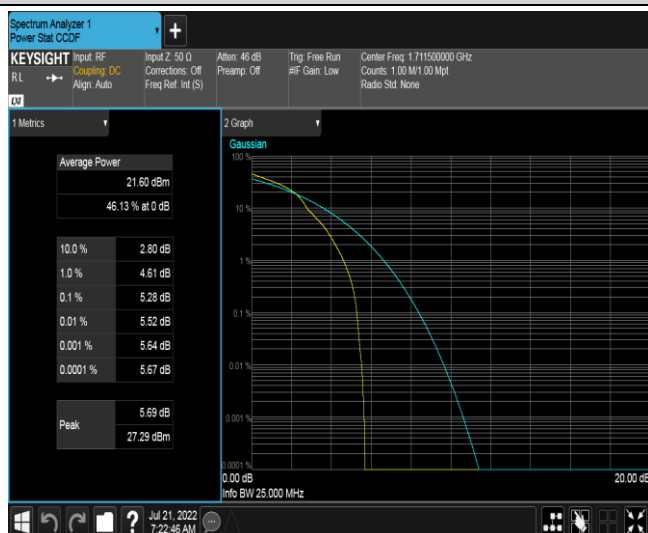 Spectrum Analyzer 1
Power Stat CCDF
+
KEYSIGHT
RL
LXI
Input: RF
Coupling: DC
Align: Auto
Input Z: 50 Ω
Corrections: Off
Freq Ref: Int (S)
Atten: 46 dB
Preamp: Off
Trig: Free Run
#IF Gain: Low
Center Freq: 1.711500000 GHz
Counts: 1.00 M/1.00 Mpt
Radio Std: None
1 Metrics
Average Power
21.60 dBm
46.13 % at 0 dB
10.0 % 2.80 dB
1.0 % 4.61 dB
0.1 % 5.28 dB
0.01 % 5.52 dB
0.001 % 5.64 dB
0.0001 % 5.67 dB
Peak
5.69 dB
27.29 dBm
2 Graph
Gaussian
100 %
10 %
1 %
0.1 %
0.01 %
0.001 %
0.0001 %
0.00 dB
20.00 dB
Info BW 25.000 MHz
?
Jul 21, 2022
7:22:46 AM